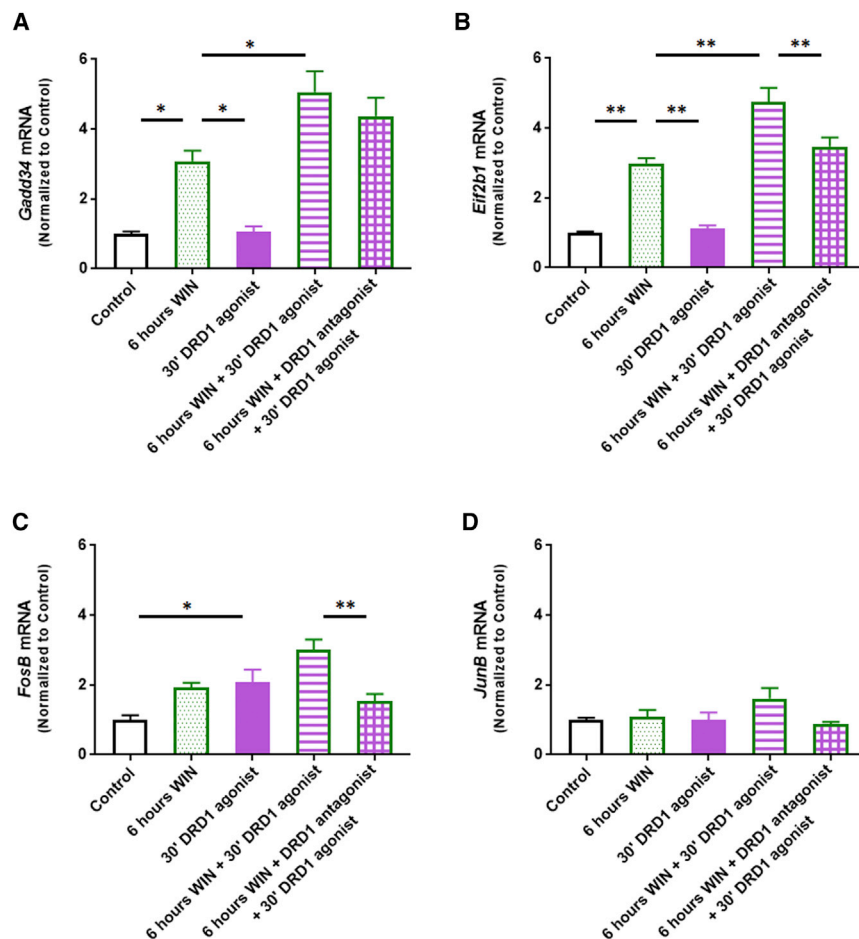 A
Gadd34 mRNA
(Normalized to Control)
6
4
2
0
*
*
*
Control
6 hours WIN
30' DRD1 agonist
6 hours WIN + 30' DRD1 agonist
6 hours WIN + DRD1 antagonist
+ 30' DRD1 agonist
B
Eif2b1 mRNA
(Normalized to Control)
6
4
2
0
**
**
**
**
Control
6 hours WIN
30' DRD1 agonist
6 hours WIN + 30' DRD1 agonist
6 hours WIN + DRD1 antagonist
+ 30' DRD1 agonist
C
FosB mRNA
(Normalized to Control)
6
4
2
0
*
**
Control
6 hours WIN
30' DRD1 agonist
6 hours WIN + 30' DRD1 agonist
6 hours WIN + DRD1 antagonist
+ 30' DRD1 agonist
D
JunB mRNA
(Normalized to Control)
6
4
2
0
Control
6 hours WIN
30' DRD1 agonist
6 hours WIN + 30' DRD1 agonist
6 hours WIN + DRD1 antagonist
+ 30' DRD1 agonist